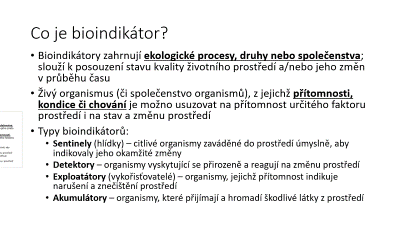 Co je bioindikátor?
• Bioindikátory zahrnují ekologické procesy, druhy nebo společenstva;
slouží k posouzení stavu kvality životního prostředí a/nebo jeho změn
v průběhu času
• Živý organismus (či společenstvo organismů), z jejichž přítomnosti,
kondice či chování je možno usuzovat na přítomnost určitého faktoru
prostředí i na stav a změnu prostředí
• Typy bioindikátorů:
• Sentinely (hlídky) – citlivé organismy zaváděné do prostředí úmyslně, aby
indikovaly jeho okamžité změny
• Detektory – organismy vyskytující se přirozeně a reagují na změnu prostředí
• Exploatátory (vykořisťovatelé) – organismy, jejichž přítomnost indikuje
narušení a znečištění prostředí
• Akumulátory – organismy, které přijímají a hromadí škodlivé látky z prostředí